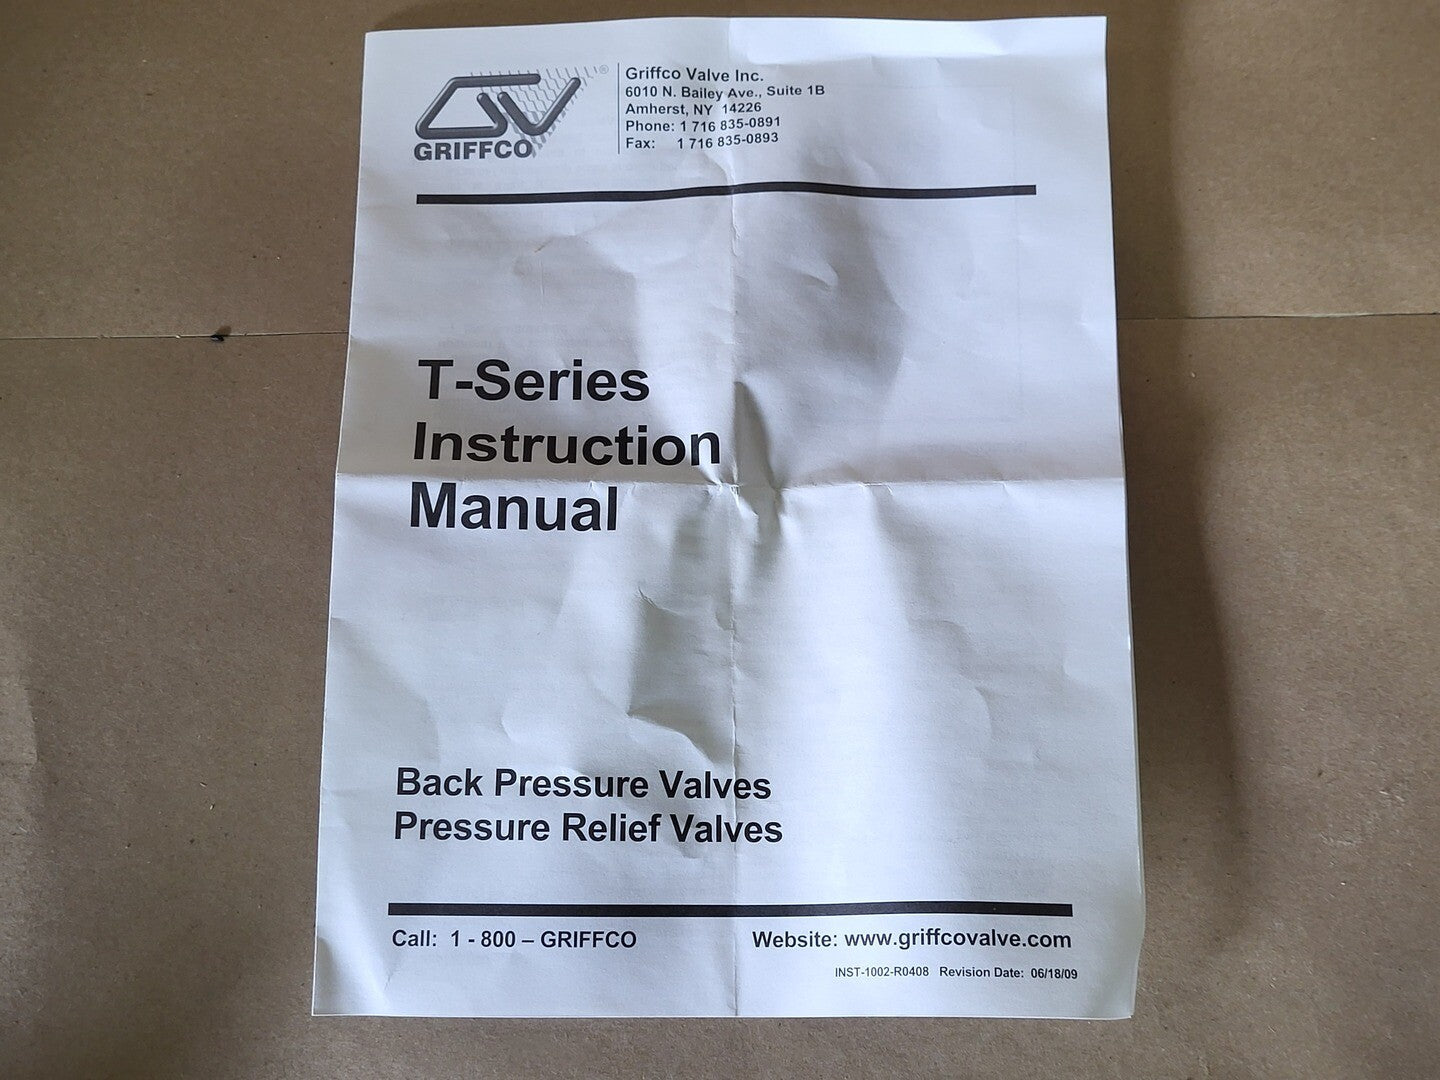 GRIFFCO
®
Griffco Valve Inc.
6010 N. Bailey Ave., Suite 1B
Amherst, NY 14226
Phone: 1 716 835-0891
Fax: 1 716 835-0893
T-Series
Instruction
Manual
Back Pressure Valves
Pressure Relief Valves
Call: 1 - 800 – GRIFFCO
Website: www.griffcovalve.com
INST-1002-R0408 Revision Date: 06/18/09